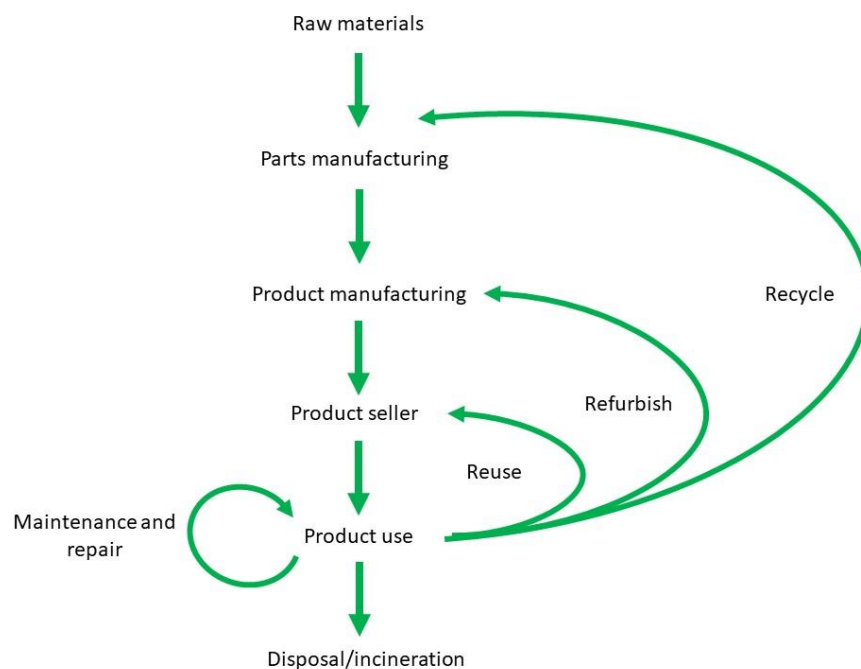 Raw materials
Parts manufacturing
Product manufacturing
Recycle
Refurbish
Product seller
Reuse
Maintenance and
repair
Product use
Disposal/incineration